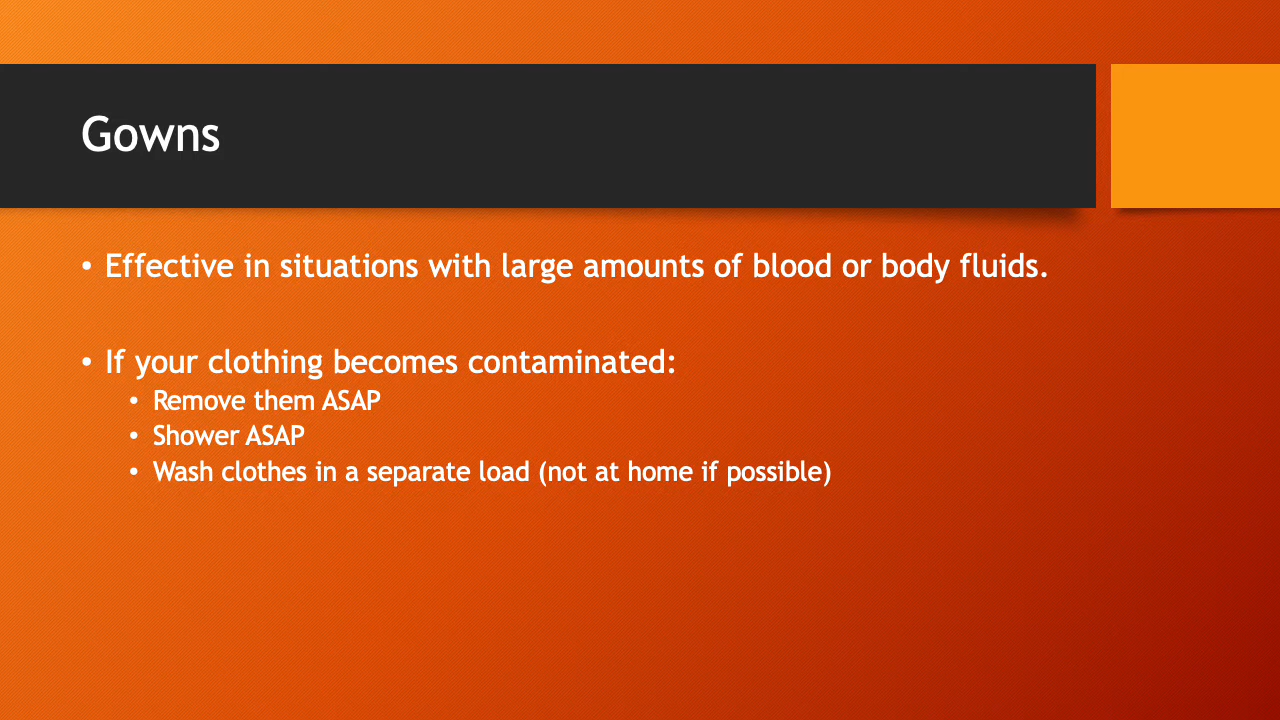 Gowns
• Effective in situations with large amounts of blood or body fluids.
• If your clothing becomes contaminated:
• Remove them ASAP
• Shower ASAP
• Wash clothes in a separate load (not at home if possible)